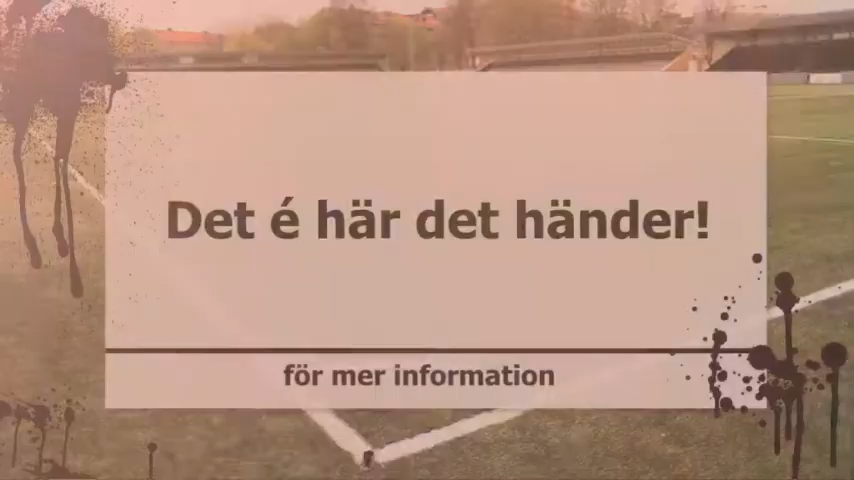 Det é här det händer!
för mer information